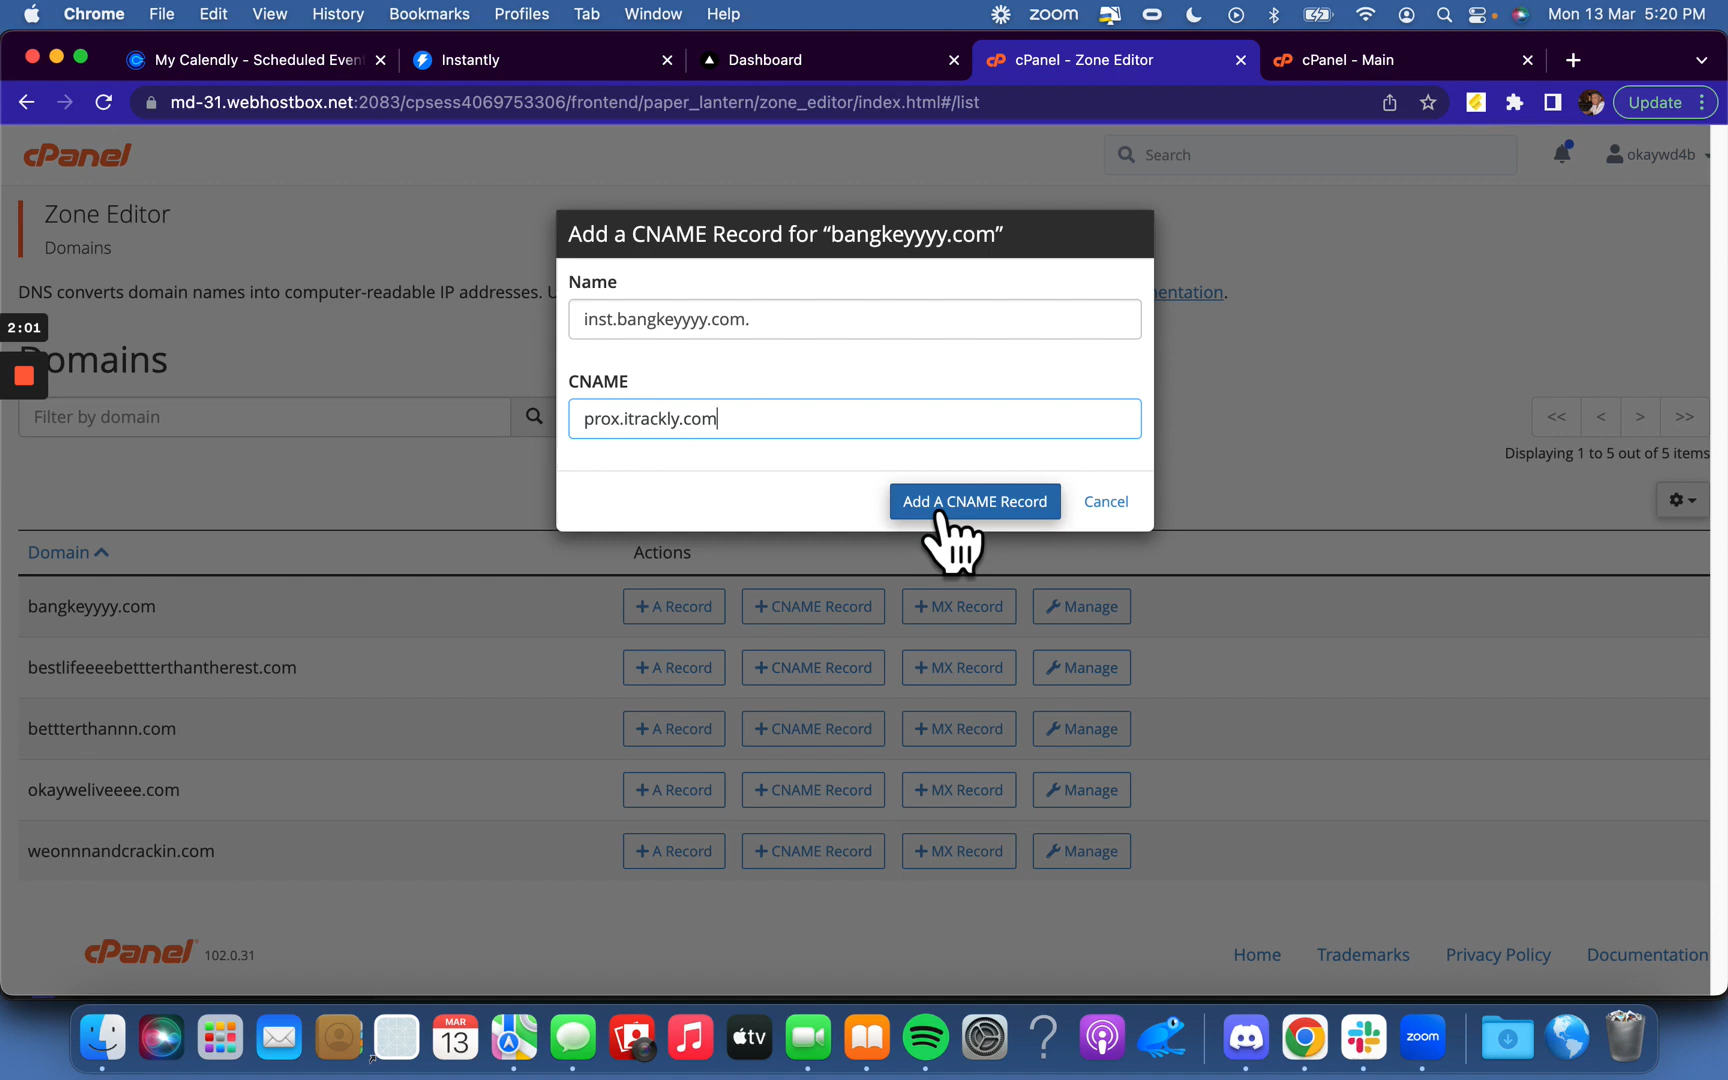 Chrome File Edit View History Bookmarks Profiles Tab Window Help zoom Mon 13 Mar 5:20 PM
My Calendly - Scheduled Even Instantly Dashboard cPanel - Zone Editor cPanel - Main
md-31.webhostbox.net:2083/cpsess4069753306/frontend/paper_lantern/zone_editor/index.html#/list Update
cPanel Search okaywd4b
Zone Editor
Domains
DNS converts domain names into computer-readable IP addresses. U entation.
2:01
Domains
Filter by domain
<< < > >>
Displaying 1 to 5 out of 5 items
Add a CNAME Record for “bangkeyyyy.com”
Name
inst.bangkeyyyy.com.
CNAME
prox.itrackly.com
Add A CNAME Record Cancel
Domain Actions
bangkeyyyy.com + A Record + CNAME Record + MX Record Manage
bestlifeeeebettterthantherest.com + A Record + CNAME Record + MX Record Manage
bettterthannn.com + A Record + CNAME Record + MX Record Manage
okayweliveeee.com + A Record + CNAME Record + MX Record Manage
weonnnandcrackin.com + A Record + CNAME Record + MX Record Manage
cPanel 102.0.31 Home Trademarks Privacy Policy Documentation
MAR
13 tv ? zoom